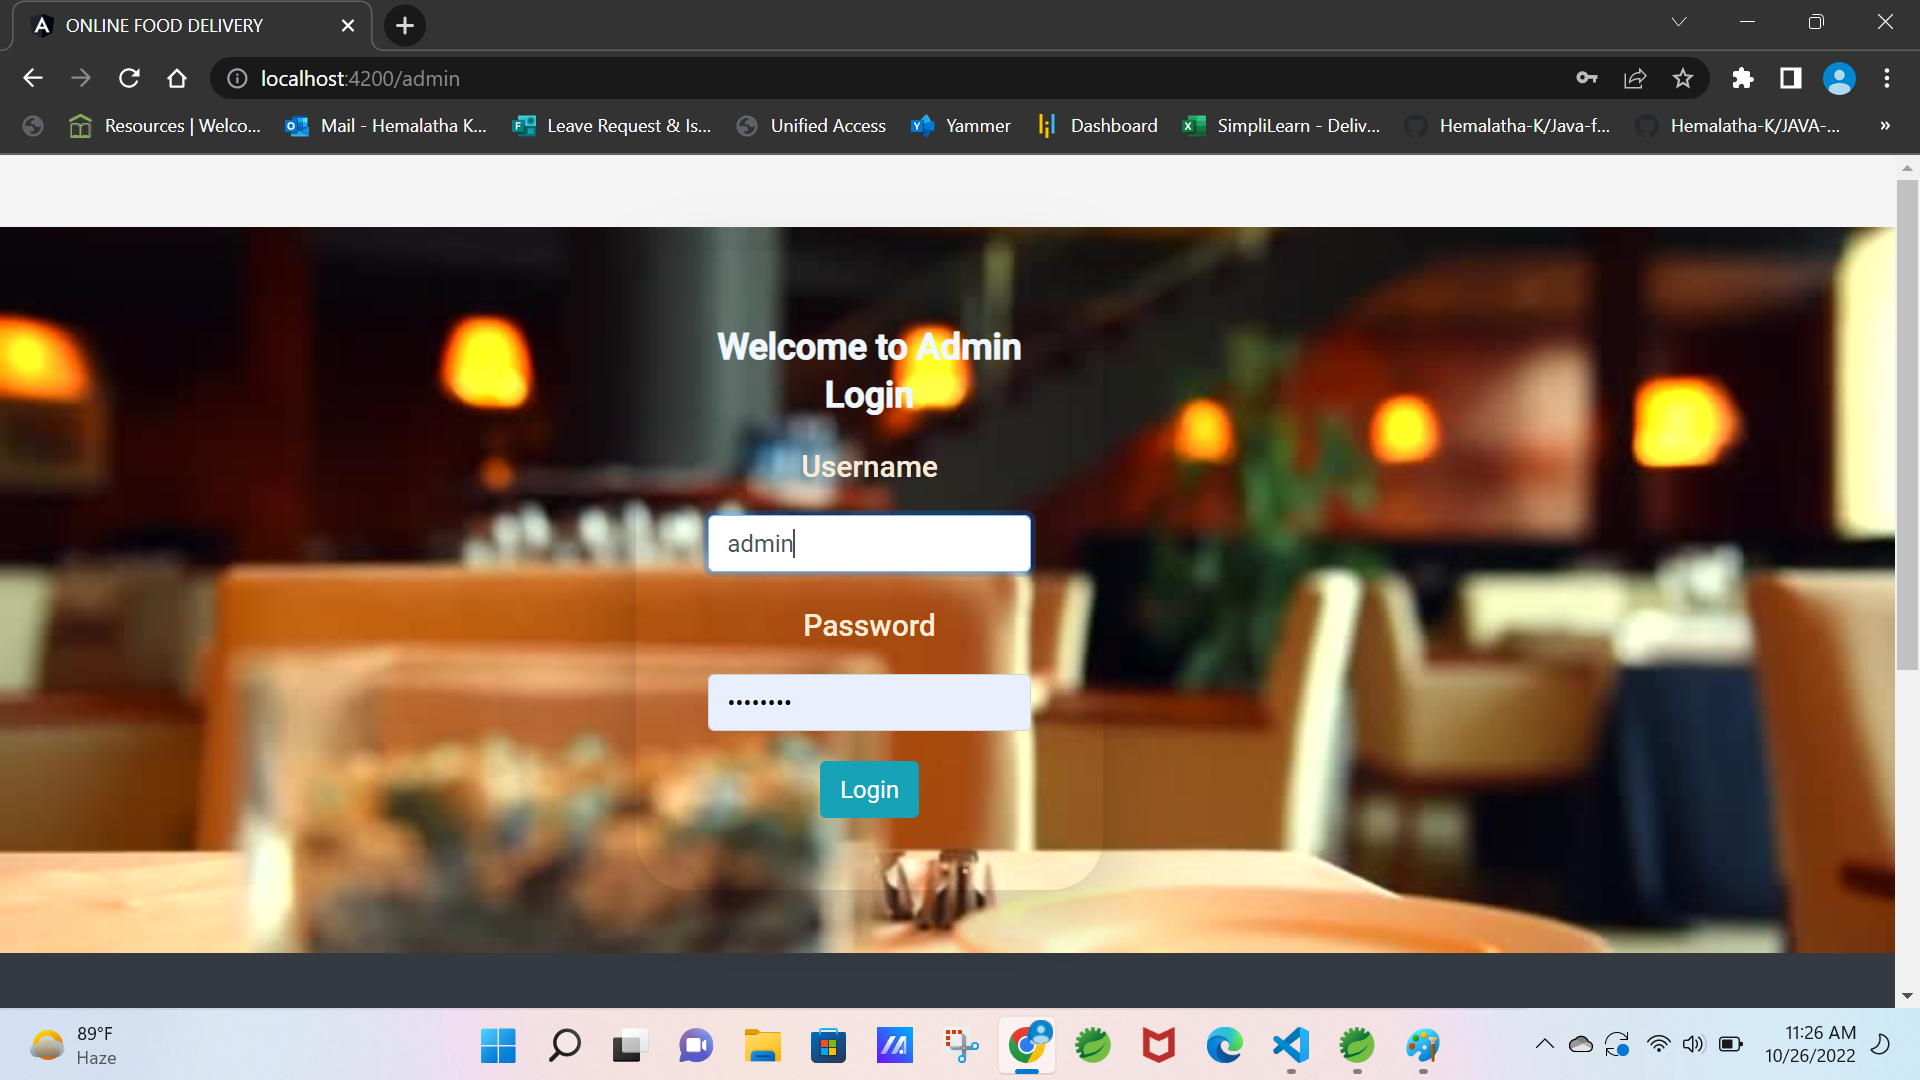 ONLINE FOOD DELIVERY
localhost:4200/admin
Resources | Welco...
Mail - Hemalatha K...
Leave Request & Is...
Unified Access
Yammer
Dashboard
SimpliLearn - Deliv...
Hemalatha-K/Java-f...
Hemalatha-K/JAVA-...
Welcome to Admin
Login
Username
admin
Password
Login
89°F
Haze
11:26 AM
10/26/2022